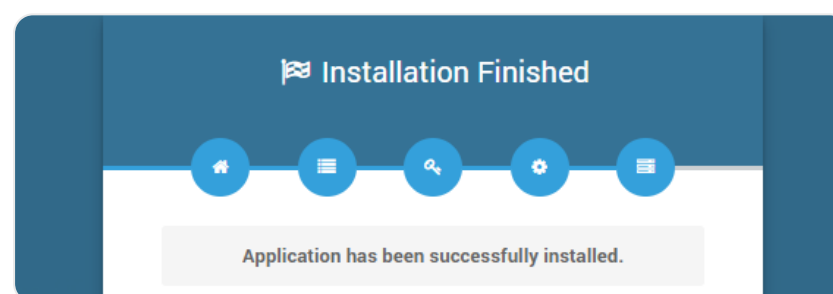 Installation Finished
Application has been successfully installed.